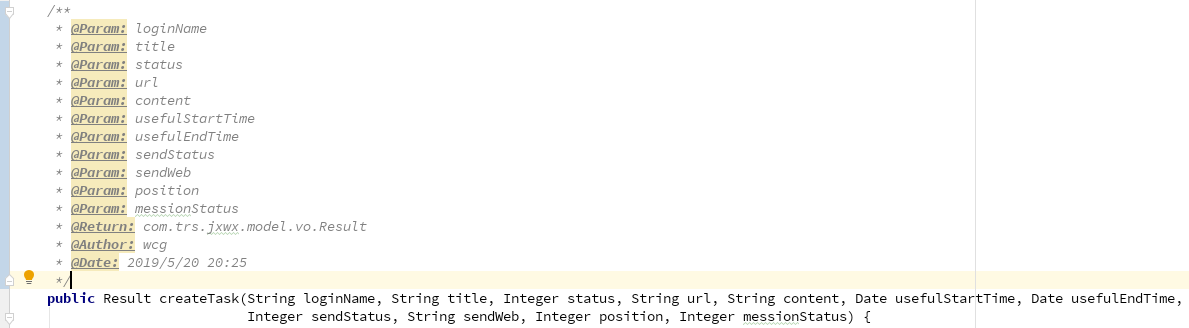 /**
 * @Param: loginName
 * @Param: title
 * @Param: status
 * @Param: url
 * @Param: content
 * @Param: usefulStartTime
 * @Param: usefulEndTime
 * @Param: sendStatus
 * @Param: sendWeb
 * @Param: position
 * @Param: messionStatus
 * @Return: com.trs.jxwx.model.vo.Result
 * @Author: wcg
 * @Date: 2019/5/20 20:25
 */
public Result createTask(String loginName, String title, Integer status, String url, String content, Date usefulStartTime, Date usefulEndTime,
                         Integer sendStatus, String sendWeb, Integer position, Integer messionStatus) {